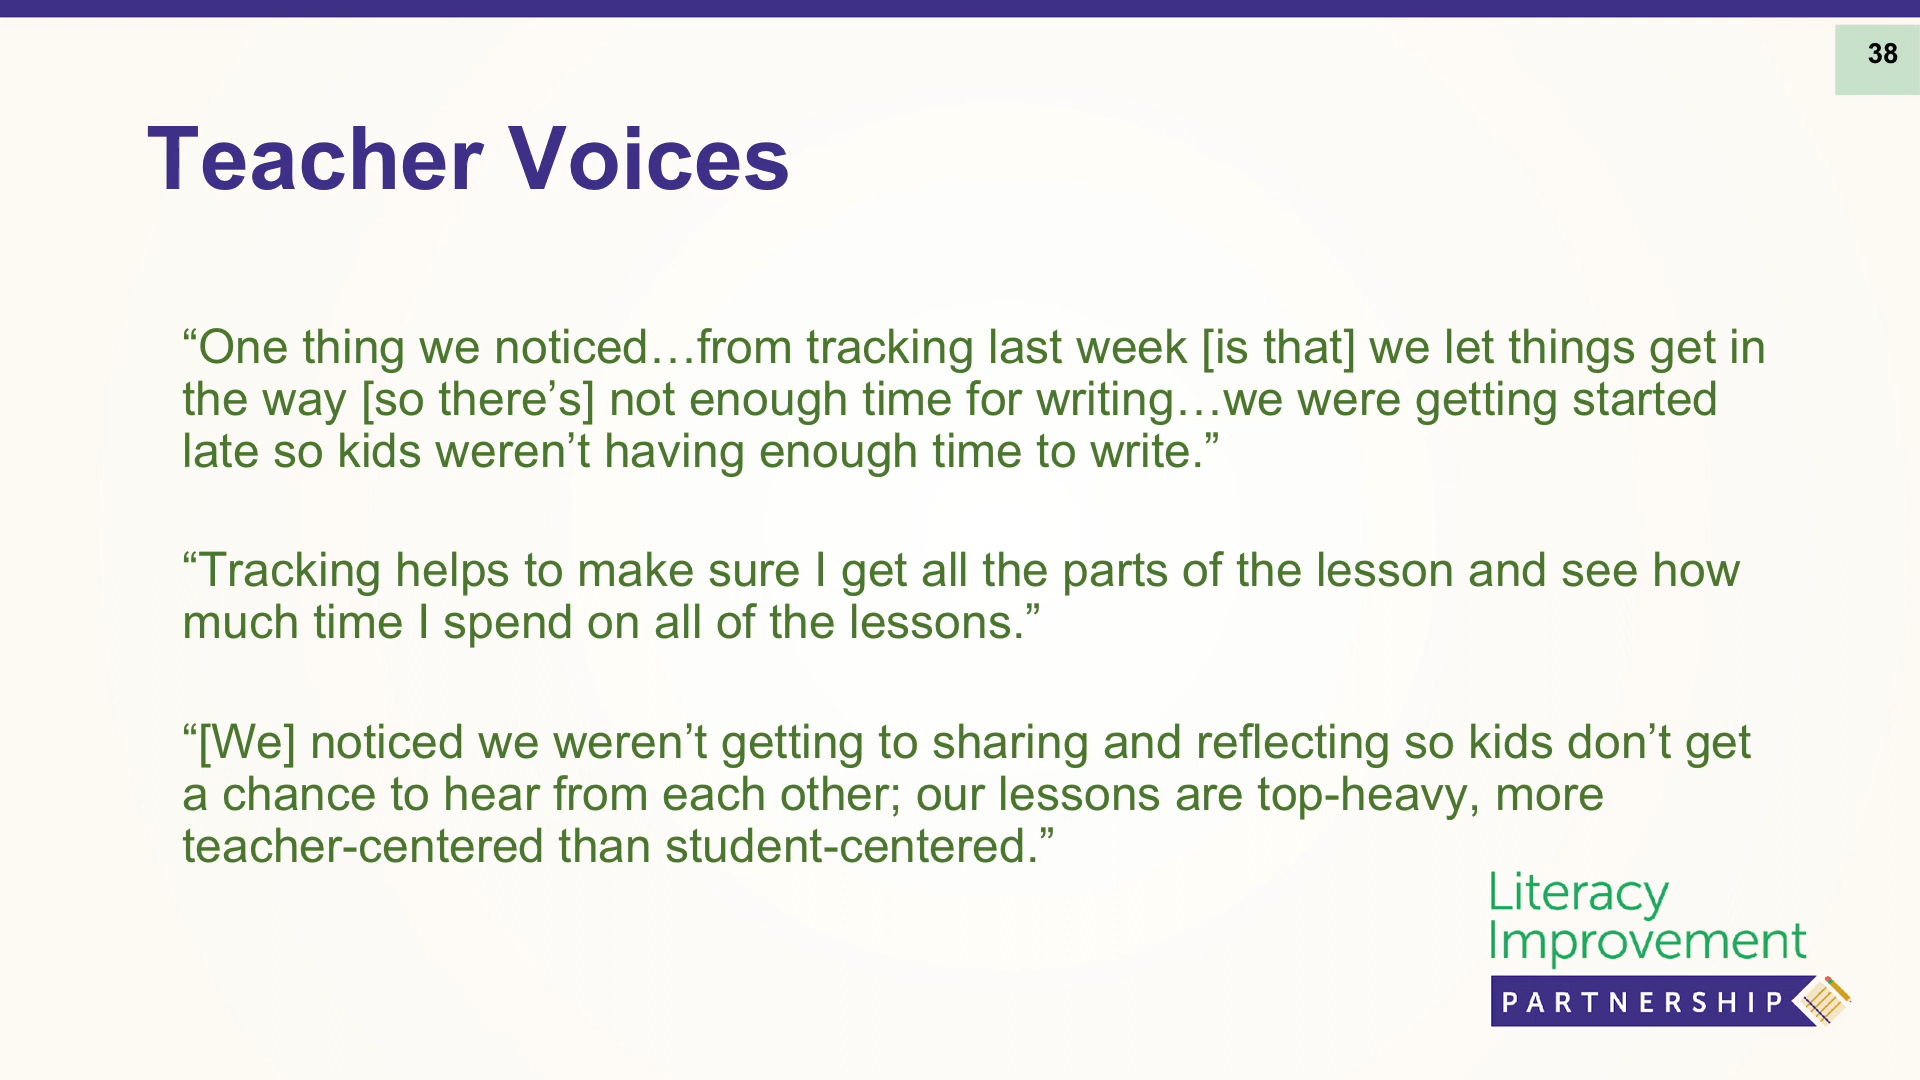 38
Teacher Voices
“One thing we noticed…from tracking last week [is that] we let things get in
the way [so there’s] not enough time for writing…we were getting started
late so kids weren’t having enough time to write.”
“Tracking helps to make sure I get all the parts of the lesson and see how
much time I spend on all of the lessons.”
“[We] noticed we weren’t getting to sharing and reflecting so kids don’t get
a chance to hear from each other; our lessons are top-heavy, more
teacher-centered than student-centered.”
Literacy
Improvement
PARTNERSHIP